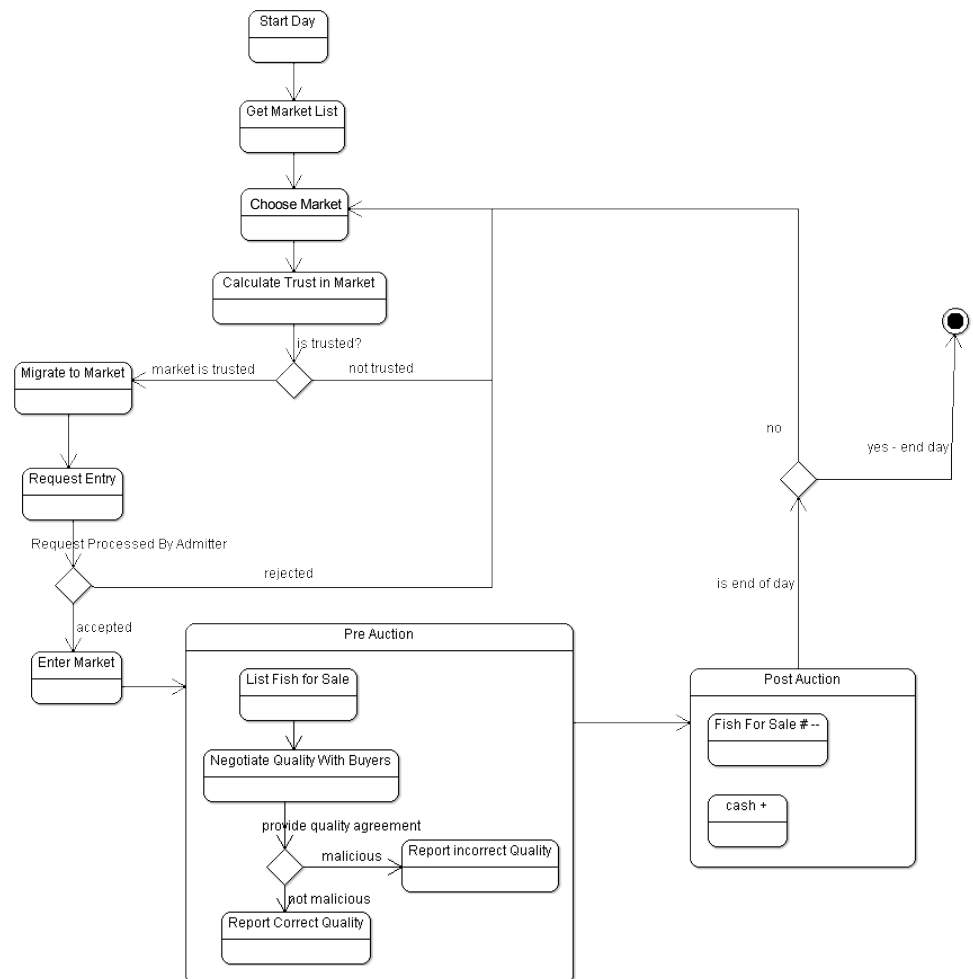 Start Day
Get Market List
Choose Market
Calculate Trust in Market
is trusted?
market is trusted
not trusted
Migrate to Market
Request Entry
Request Processed By Admitter
rejected
accepted
Enter Market
Pre Auction
List Fish for Sale
Negotiate Quality With Buyers
provide quality agreement
malicious
Report incorrect Quality
not malicious
Report Correct Quality
Post Auction
Fish For Sale # --
cash +
is end of day
no
yes - end day